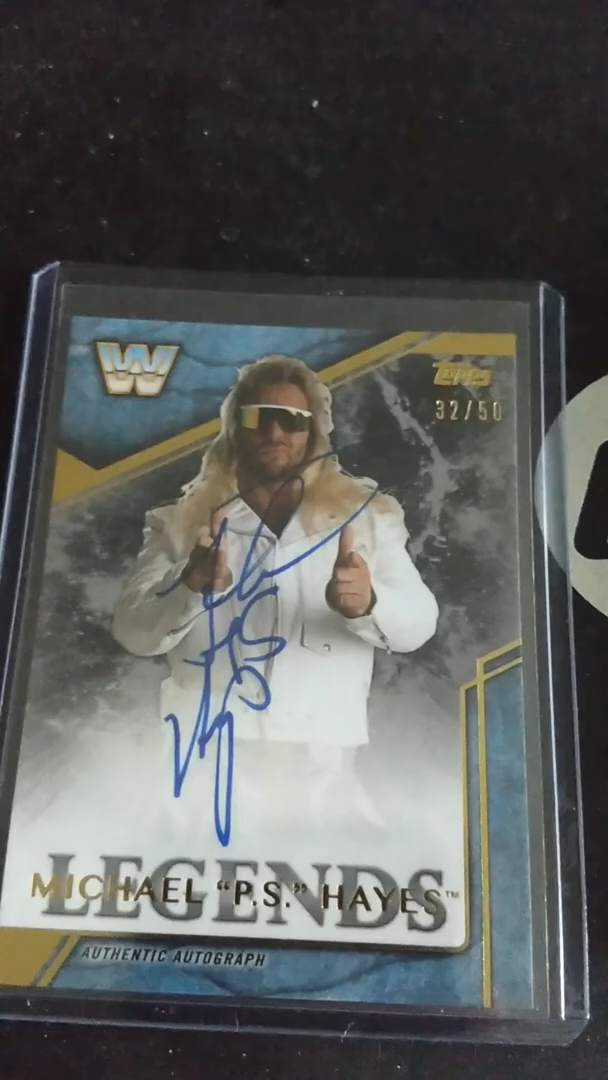 W
TOPPS
32/50
LEGENDS
MICHAEL "P.S." HAYES™
AUTHENTIC AUTOGRAPH